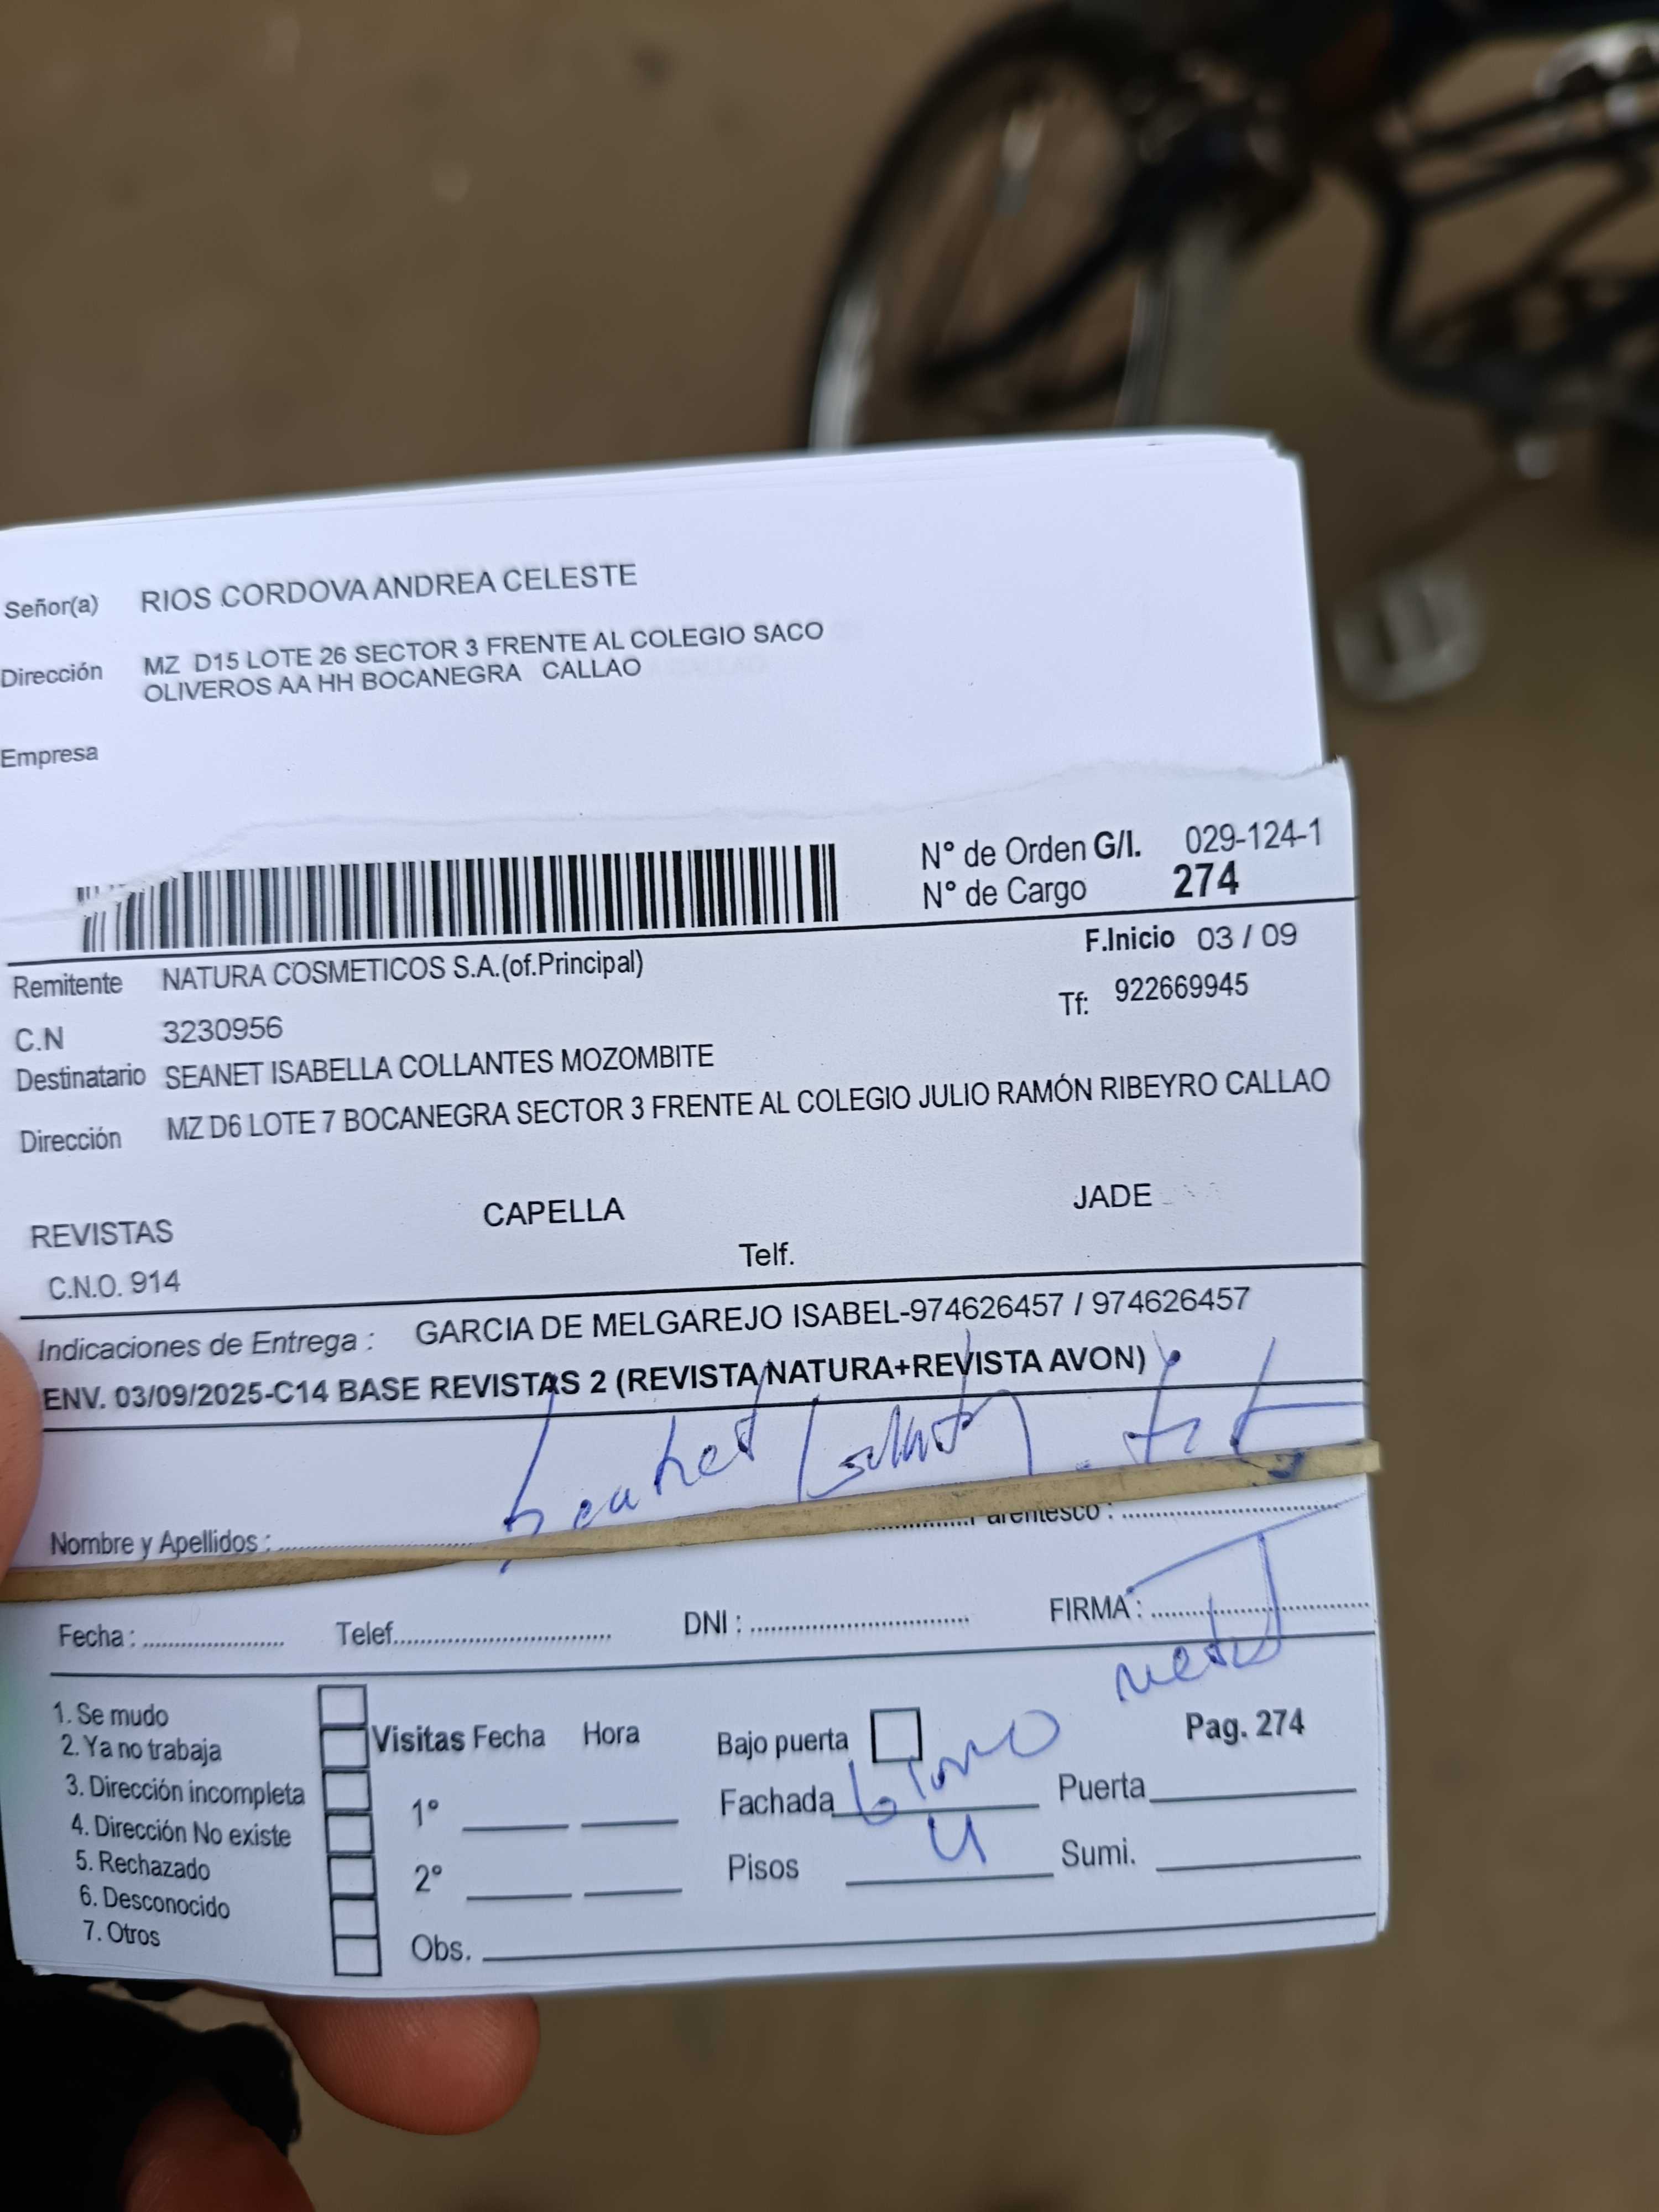 Señor(a) RIOS CORDOVA ANDREA CELESTE
Dirección MZ D15 LOTE 26 SECTOR 3 FRENTE AL COLEGIO SACO
OLIVEROS AA HH BOCANEGRA CALLAO
Empresa
N° de Orden G/I. 029-124-1
N° de Cargo 274
F.Inicio 03 / 09
Remitente NATURA COSMETICOS S.A.(of.Principal)
Tf: 922669945
C.N 3230956
Destinatario SEANET ISABELLA COLLANTES MOZOMBITE
Dirección MZ D6 LOTE 7 BOCANEGRA SECTOR 3 FRENTE AL COLEGIO JULIO RAMÓN RIBEYRO CALLAO
REVISTAS CAPELLA JADE
C.N.O. 914 Telf.
Indicaciones de Entrega : GARCIA DE MELGAREJO ISABEL-974626457 / 974626457
ENV. 03/09/2025-C14 BASE REVISTAS 2 (REVISTA NATURA+REVISTA AVON)
Nombre y Apellidos : Parentesco :
Fecha : Telef. DNI : FIRMA :
1. Se mudo
2. Ya no trabaja
3. Dirección incompleta
4. Dirección No existe
5. Rechazado
6. Desconocido
7. Otros
Visitas Fecha Hora
1°
2°
Obs.
Bajo puerta Pag. 274
Fachada Puerta
Pisos 4 Sumi.